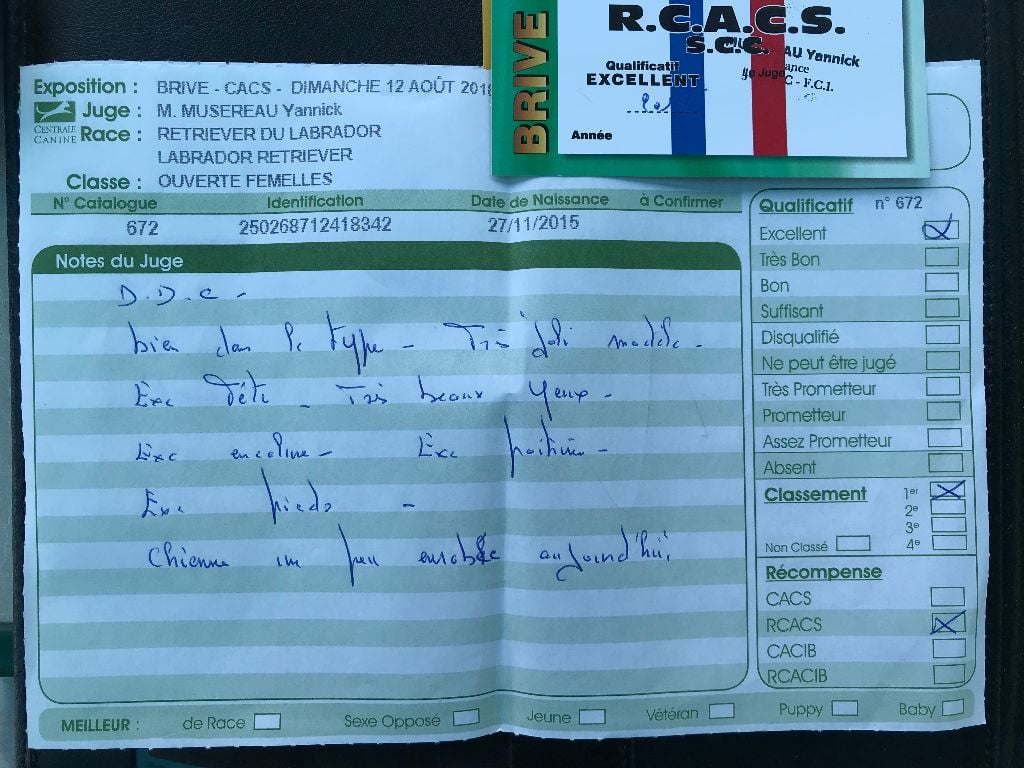 BRIVE
R.C.A.C.S.
S.C.C.
AU Yannick
Qualificatif
EXCELLENT
Juge
C - F.C.I.
Année
Exposition : BRIVE - CACS - DIMANCHE 12 AOÛT 2018
CENTRALE CANINE
Juge : M. MUSEREAU Yannick
Race : RETRIEVER DU LABRADOR
LABRADOR RETRIEVER
Classe : OUVERTE FEMELLES
N° Catalogue Identification Date de Naissance à Confirmer
672 250268712418342 27/11/2015
Notes du Juge
D.D.C -
bien dans le type - Très joli modèle -
Exc tête - Très beaux yeux -
Exc encolure - Exc poitrine -
Exc pieds -
Chienne un peu enrobée aujourd'hui.
Qualificatif n° 672
Excellent
Très Bon
Bon
Suffisant
Disqualifié
Ne peut être jugé
Très Prometteur
Prometteur
Assez Prometteur
Absent
Classement 1er
2e
3e
Non Classé 4e
Récompense
CACS
RCACS
CACIB
RCACIB
MEILLEUR : de Race Sexe Opposé Jeune Vétéran Puppy Baby